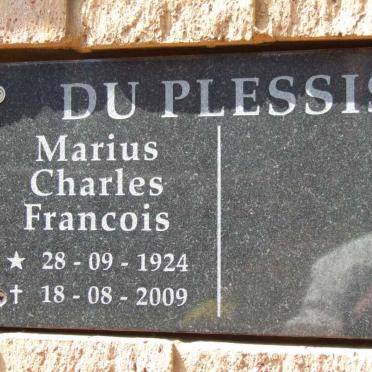 DU PLESSIS
Marius
Charles
Francois
★ 28 - 09 - 1924
† 18 - 08 - 2009